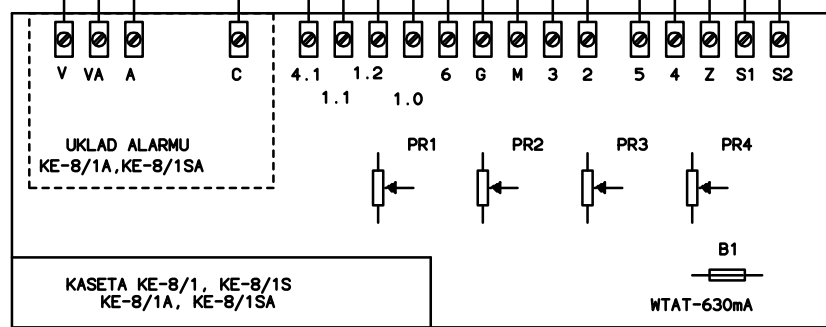 V VA A C 4.1 1.2 6 G M 3 2 5 4 Z S1 S2
1.1 1.0
UKLAD ALARMU
KE-8/1A,KE-8/1SA
PR1 PR2 PR3 PR4
B1
WTAT-630mA
KASETA KE-8/1, KE-8/1S
KE-8/1A, KE-8/1SA